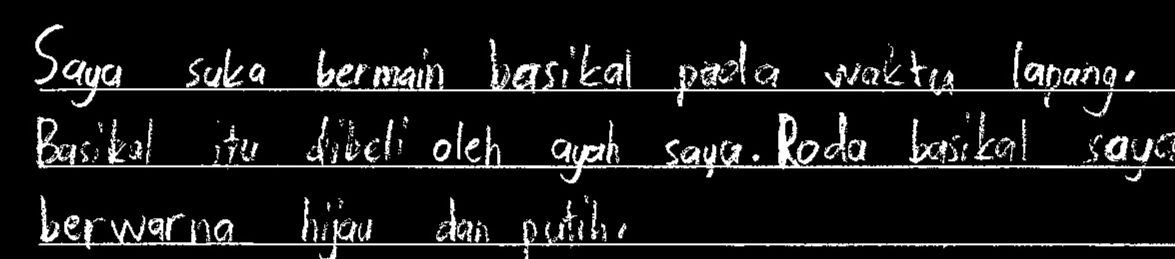 Saya suka bermain basikal pada waktu lapang.
Basikal itu dibeli oleh ayah saya. Roda basikal saya
berwarna hijau dan putih.